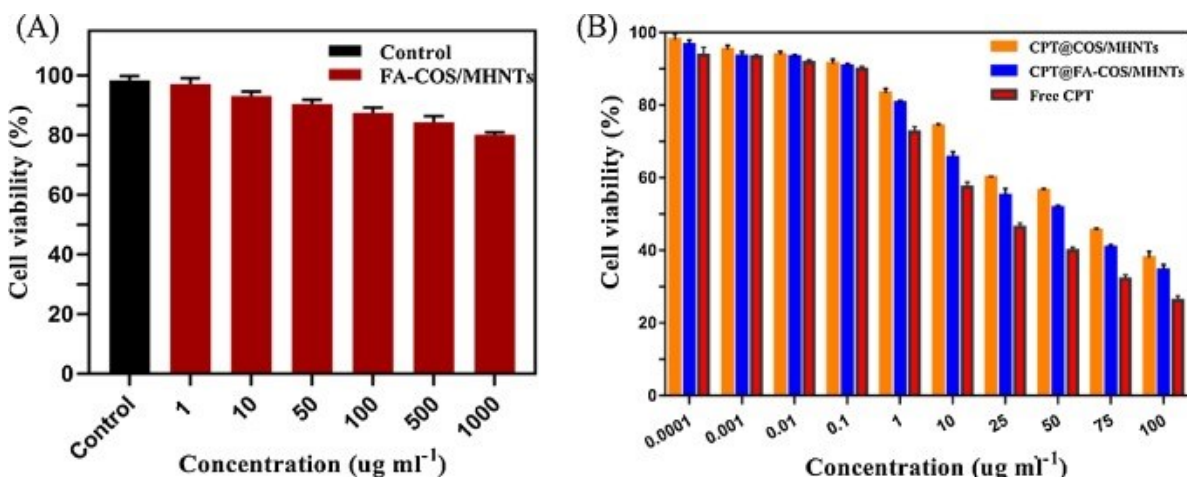 (A)
Control
FA-COS/MHNTs
Cell viability (%)
100
80
60
40
20
0
Control 1 10 50 100 500 1000
Concentration (ug ml⁻¹)
(B)
CPT@COS/MHNTs
CPT@FA-COS/MHNTs
Free CPT
Cell viability (%)
100
80
60
40
20
0
0.0001 0.001 0.01 0.1 1 10 25 50 75 100
Concentration (ug ml⁻¹)